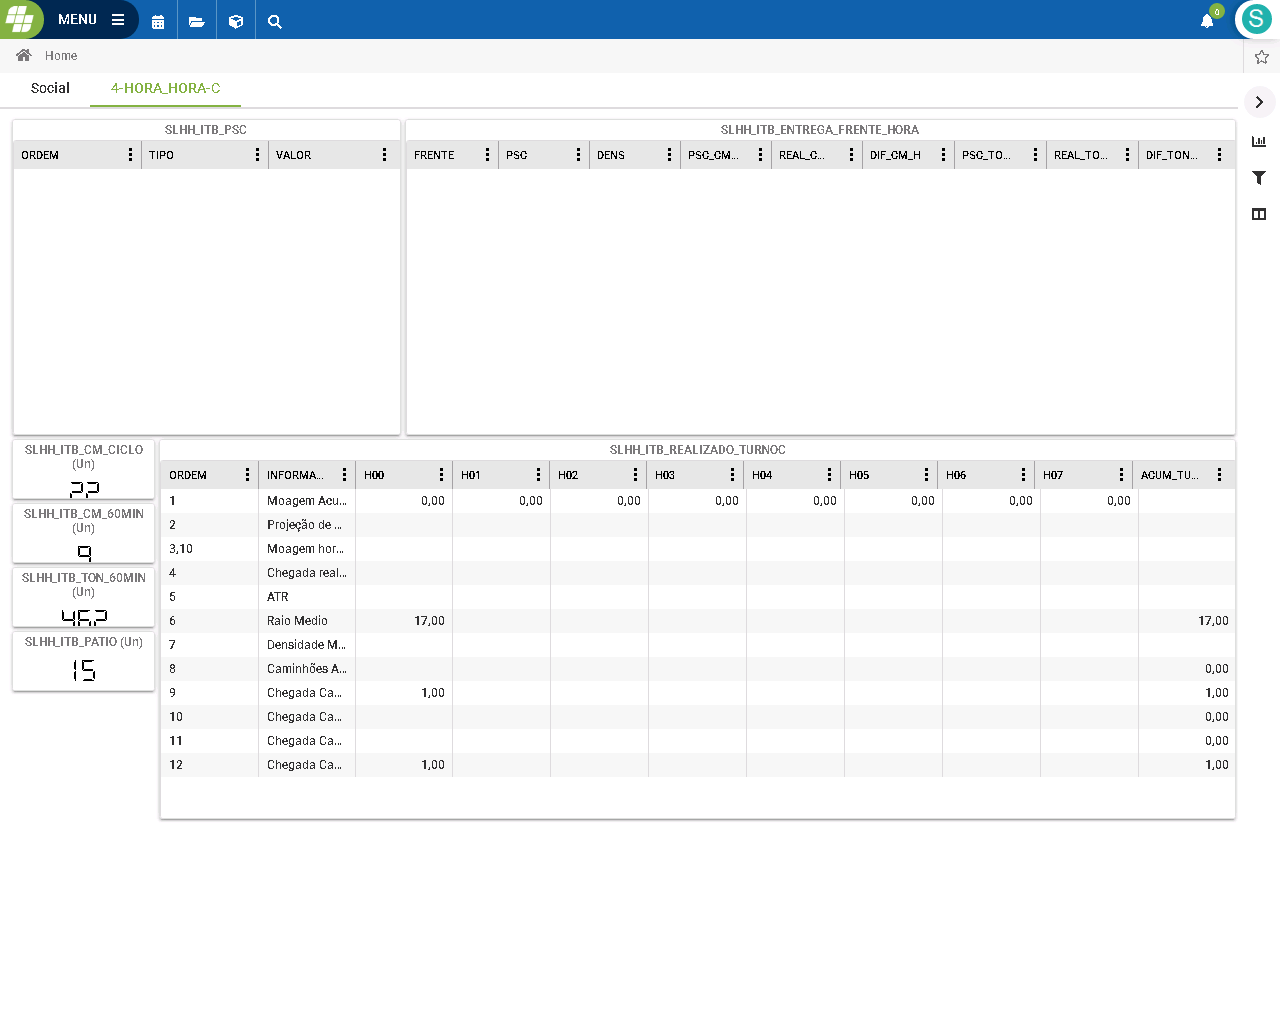 MENU
0
S
Home
Social
4-HORA_HORA-C
SLHH_ITB_PSC
ORDEM TIPO VALOR
SLHH_ITB_ENTREGA_FRENTE_HORA
FRENTE PSC DENS PSC_CM... REAL_C... DIF_CM_H PSC_TO... REAL_TO... DIF_TON...
SLHH_ITB_CM_CICLO
(Un)
22
SLHH_ITB_CM_60MIN
(Un)
9
SLHH_ITB_TON_60MIN
(Un)
SLHH_ITB_PATIO (Un)
15
SLHH_ITB_REALIZADO_TURNOC
ORDEM INFORMA... H00 H01 H02 H03 H04 H05 H06 H07 ACUM_TU...
1 Moagem Acu... 0,00 0,00 0,00 0,00 0,00 0,00 0,00 0,00
2 Projeção de ...
3,10 Moagem hor...
4 Chegada real...
5 ATR
6 Raio Medio 17,00 17,00
7 Densidade M...
8 Caminhões A... 0,00
9 Chegada Ca... 1,00 1,00
10 Chegada Ca... 0,00
11 Chegada Ca... 0,00
12 Chegada Ca... 1,00 1,00